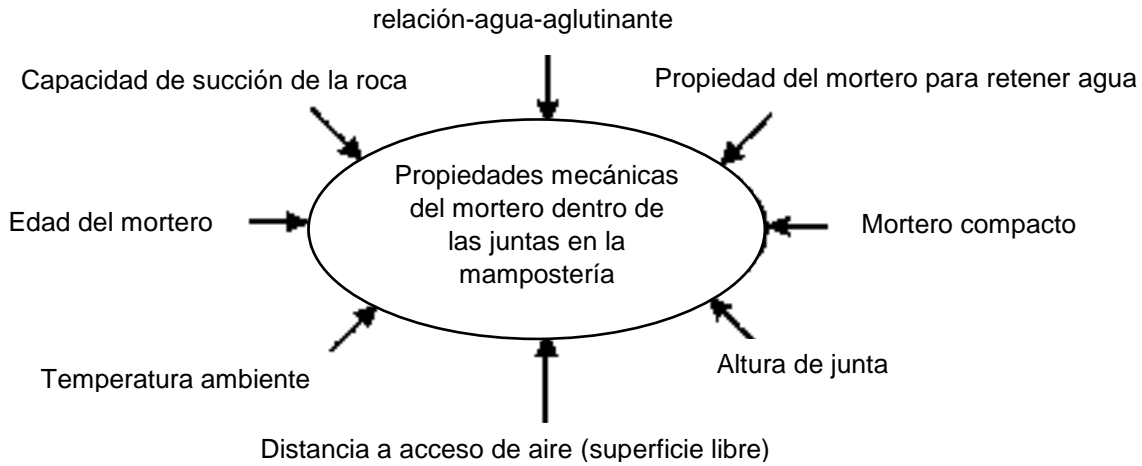 relación-agua-aglutinante
Capacidad de succión de la roca
Propiedad del mortero para retener agua
Propiedades mecánicas
del mortero dentro de
las juntas en la
mampostería
Edad del mortero
Mortero compacto
Temperatura ambiente
Altura de junta
Distancia a acceso de aire (superficie libre)